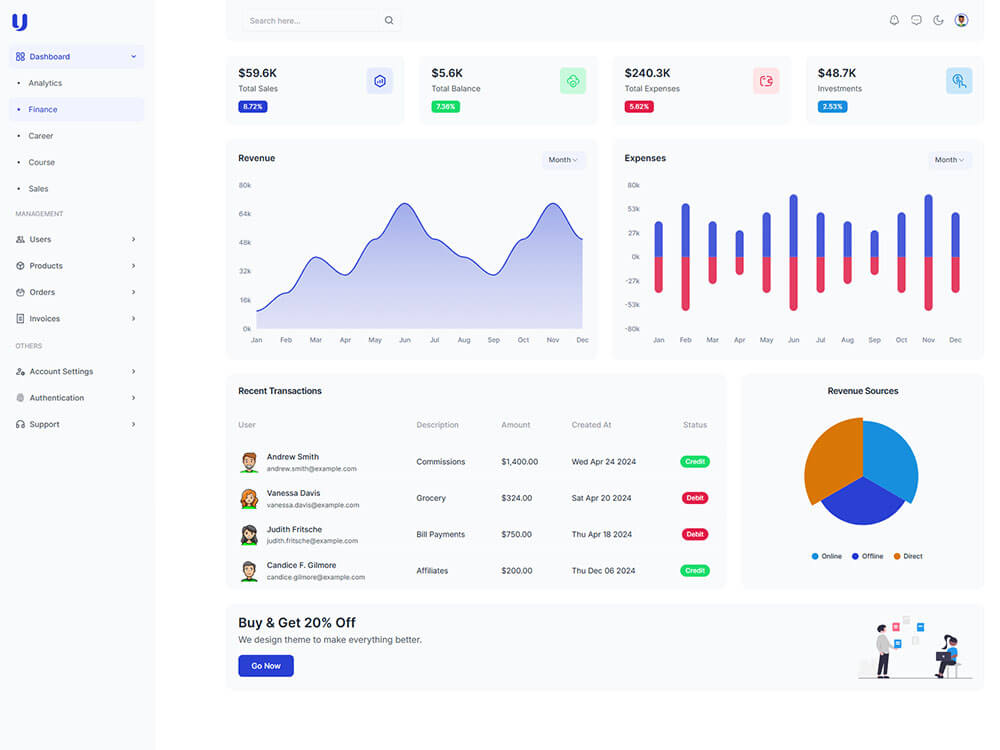 Search here...
Dashboard
Analytics
Finance
Career
Course
Sales
MANAGEMENT
Users
Products
Orders
Invoices
OTHERS
Account Settings
Authentication
Support
$59.6K
Total Sales
8.72%
$5.6K
Total Balance
7.36%
$240.3K
Total Expenses
5.62%
$48.7K
Investments
2.53%
Revenue
Month
80k
64k
48k
32k
16k
0k
Jan Feb Mar Apr May Jun Jul Aug Sep Oct Nov Dec
Expenses
Month
80k
53k
27k
0k
-27k
-53k
-80k
Jan Feb Mar Apr May Jun Jul Aug Sep Oct Nov Dec
Recent Transactions
User Description Amount Created At Status
Andrew Smith
andrew.smith@example.com
Commissions $1,400.00 Wed Apr 24 2024 Credit
Vanessa Davis
vanessa.davis@example.com
Grocery $324.00 Sat Apr 20 2024 Debit
Judith Fritsche
judith.fritsche@example.com
Bill Payments $750.00 Thu Apr 18 2024 Debit
Candice F. Gilmore
candice.gilmore@example.com
Affiliates $200.00 Thu Dec 06 2024 Credit
Revenue Sources
Online Offline Direct
Buy & Get 20% Off
We design theme to make everything better.
Go Now